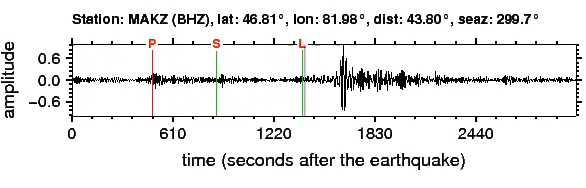 Station: MAKZ (BHZ), lat: 46.81°, lon: 81.98°, dist: 43.80°, seaz: 299.7°
P S L
amplitude
0.6
0.0
−0.6
0 610 1220 1830 2440
time (seconds after the earthquake)